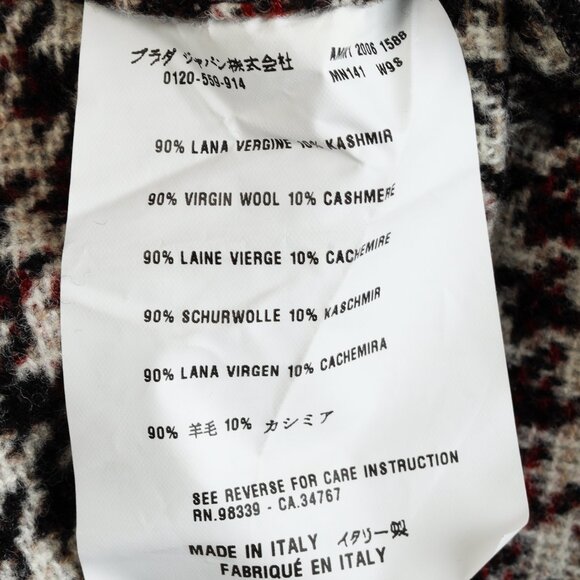 プラダ ジャパン株式会社
0120-559-914
AMKY 2006 1588
MN141 W98
90% LANA VERGINE 10% KASHMIR
90% VIRGIN WOOL 10% CASHMERE
90% LAINE VIERGE 10% CACHEMIRE
90% SCHURWOLLE 10% KASCHMIR
90% LANA VIRGEN 10% CACHEMIRA
90% 羊毛 10% カシミア
SEE REVERSE FOR CARE INSTRUCTION
RN.98339 - CA.34767
MADE IN ITALY イタリー製
FABRIQUÉ EN ITALY